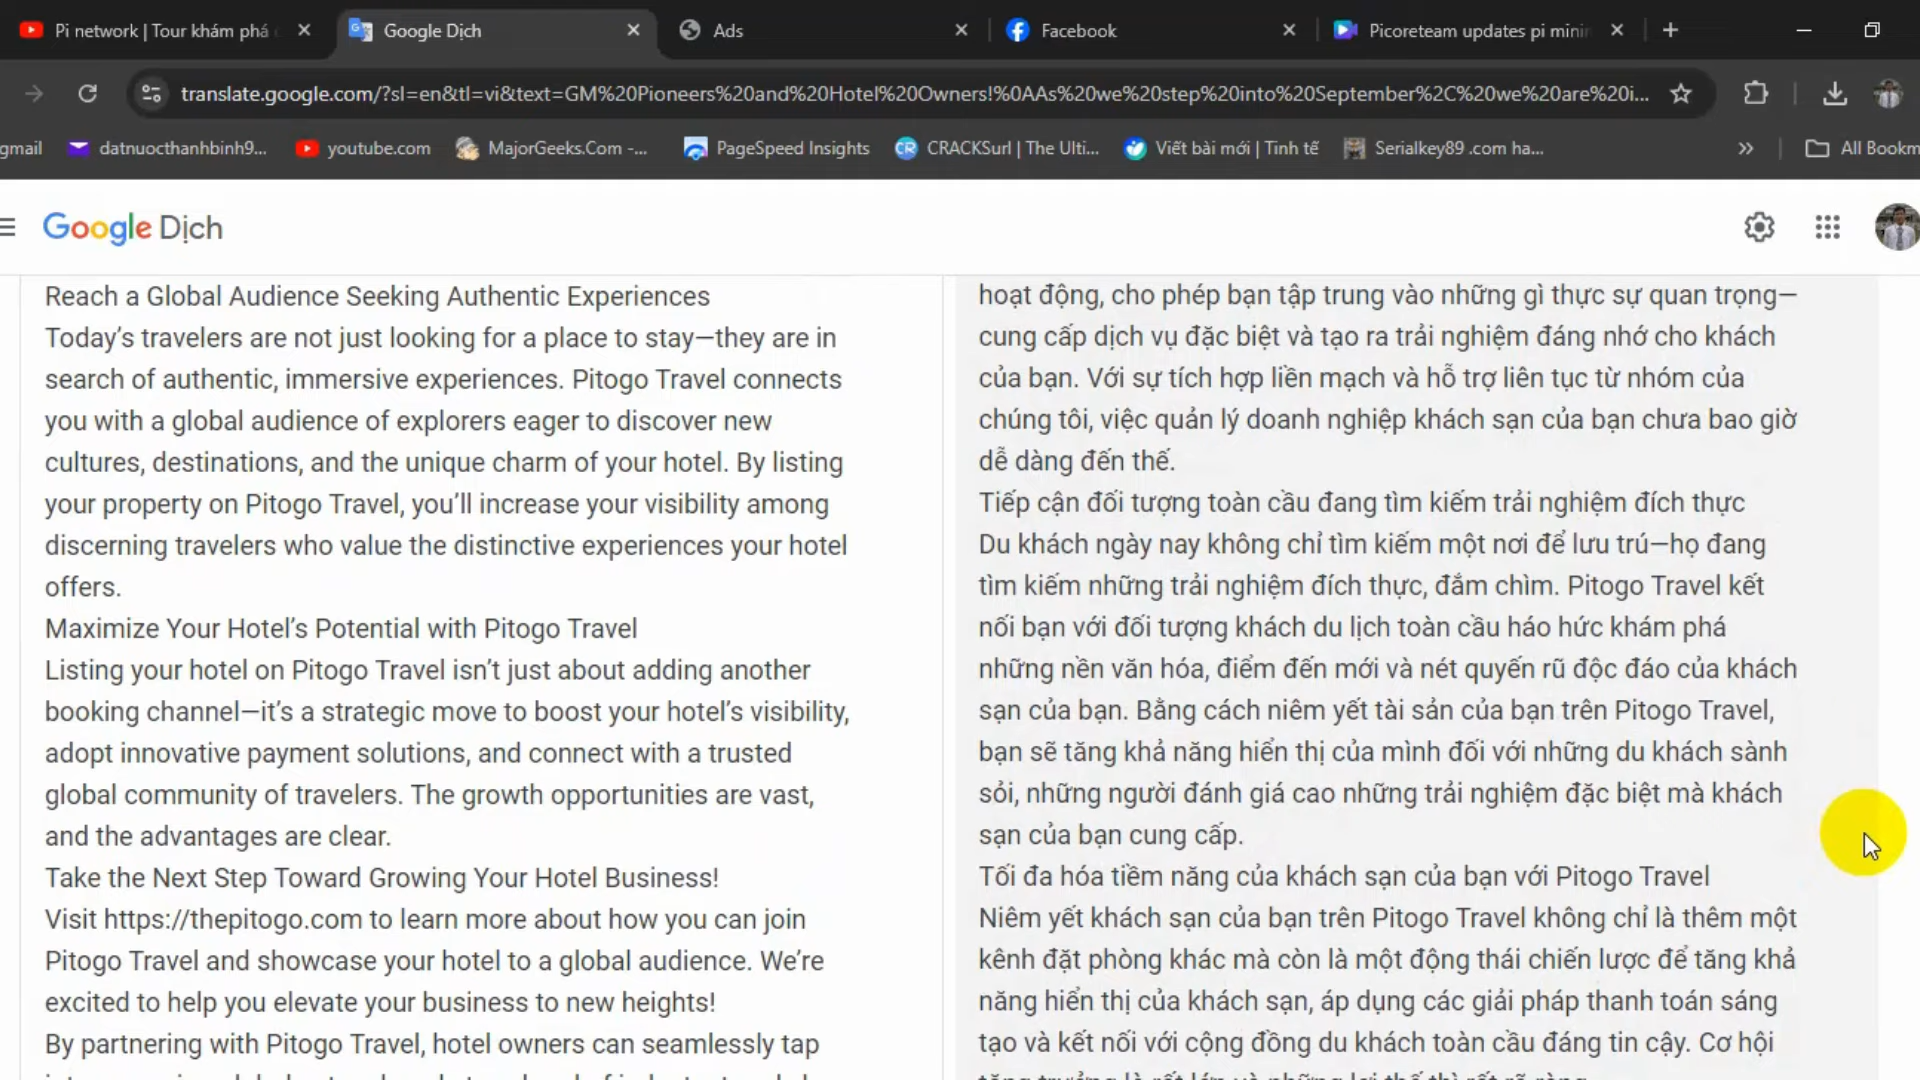 Pi network | Tour khám phá
Google Dịch
Ads
Facebook
Picoreteam updates pi minin
translate.google.com/?sl=en&tl=vi&text=GM%20Pioneers%20and%20Hotel%20Owners!%0AAs%20we%20step%20into%20September%2C%20we%20are%20i...
gmail
datnuocthanhbinh9...
youtube.com
MajorGeeks.Com -...
PageSpeed Insights
CR
CRACKSurl | The Ulti...
Viết bài mới | Tinh tế
Serialkey89 .com ha...
»
All Bookm
Google Dịch
Reach a Global Audience Seeking Authentic Experiences
Today’s travelers are not just looking for a place to stay—they are in
search of authentic, immersive experiences. Pitogo Travel connects
you with a global audience of explorers eager to discover new
cultures, destinations, and the unique charm of your hotel. By listing
your property on Pitogo Travel, you’ll increase your visibility among
discerning travelers who value the distinctive experiences your hotel
offers.
Maximize Your Hotel’s Potential with Pitogo Travel
Listing your hotel on Pitogo Travel isn’t just about adding another
booking channel—it’s a strategic move to boost your hotel’s visibility,
adopt innovative payment solutions, and connect with a trusted
global community of travelers. The growth opportunities are vast,
and the advantages are clear.
Take the Next Step Toward Growing Your Hotel Business!
Visit https://thepitogo.com to learn more about how you can join
Pitogo Travel and showcase your hotel to a global audience. We’re
excited to help you elevate your business to new heights!
By partnering with Pitogo Travel, hotel owners can seamlessly tap
hoạt động, cho phép bạn tập trung vào những gì thực sự quan trọng—
cung cấp dịch vụ đặc biệt và tạo ra trải nghiệm đáng nhớ cho khách
của bạn. Với sự tích hợp liền mạch và hỗ trợ liên tục từ nhóm của
chúng tôi, việc quản lý doanh nghiệp khách sạn của bạn chưa bao giờ
dễ dàng đến thế.
Tiếp cận đối tượng toàn cầu đang tìm kiếm trải nghiệm đích thực
Du khách ngày nay không chỉ tìm kiếm một nơi để lưu trú—họ đang
tìm kiếm những trải nghiệm đích thực, đắm chìm. Pitogo Travel kết
nối bạn với đối tượng khách du lịch toàn cầu háo hức khám phá
những nền văn hóa, điểm đến mới và nét quyến rũ độc đáo của khách
sạn của bạn. Bằng cách niêm yết tài sản của bạn trên Pitogo Travel,
bạn sẽ tăng khả năng hiển thị của mình đối với những du khách sành
sỏi, những người đánh giá cao những trải nghiệm đặc biệt mà khách
sạn của bạn cung cấp.
Tối đa hóa tiềm năng của khách sạn của bạn với Pitogo Travel
Niêm yết khách sạn của bạn trên Pitogo Travel không chỉ là thêm một
kênh đặt phòng khác mà còn là một động thái chiến lược để tăng khả
năng hiển thị của khách sạn, áp dụng các giải pháp thanh toán sáng
tạo và kết nối với cộng đồng du khách toàn cầu đáng tin cậy. Cơ hội
tăng trưởng là rất lớn và những lợi thế thì rất rõ ràng.